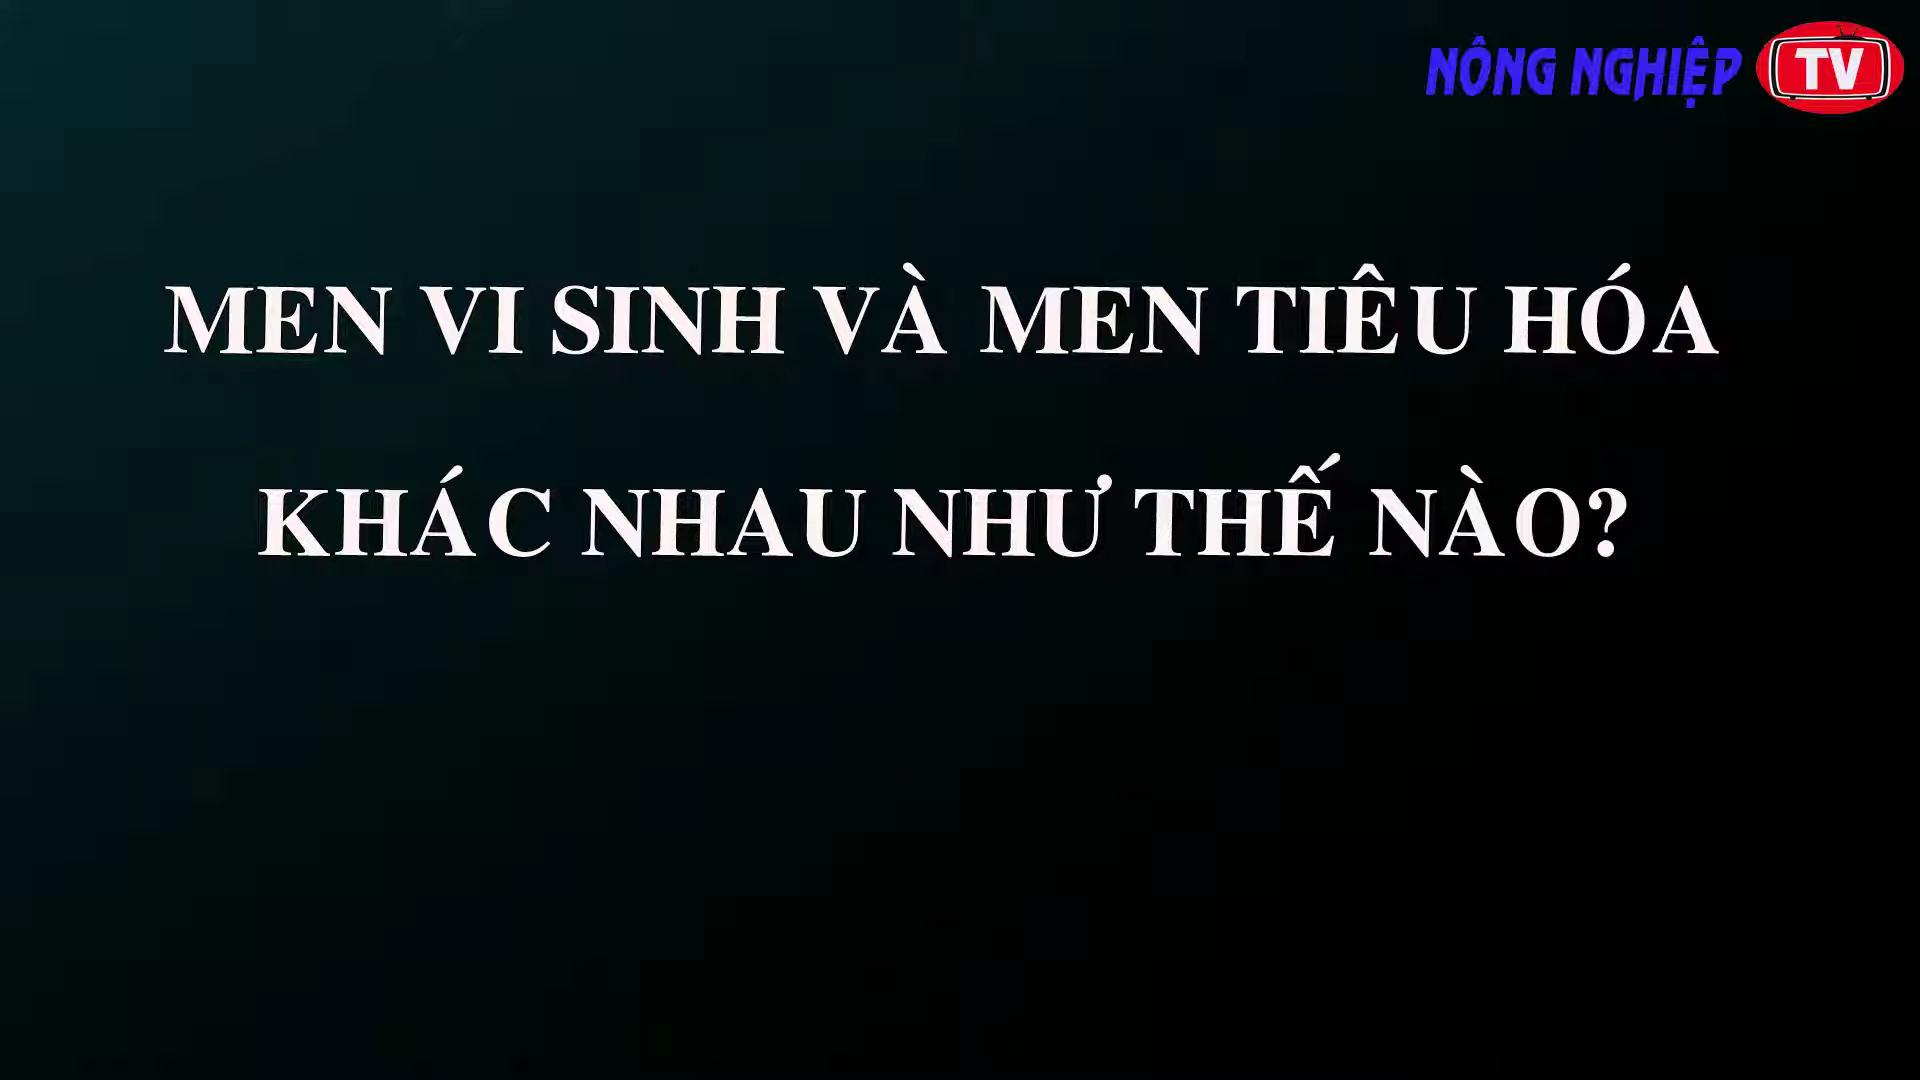 NÔNG NGHIỆP TV
MEN VI SINH VÀ MEN TIÊU HÓA
KHÁC NHAU NHƯ THẾ NÀO?